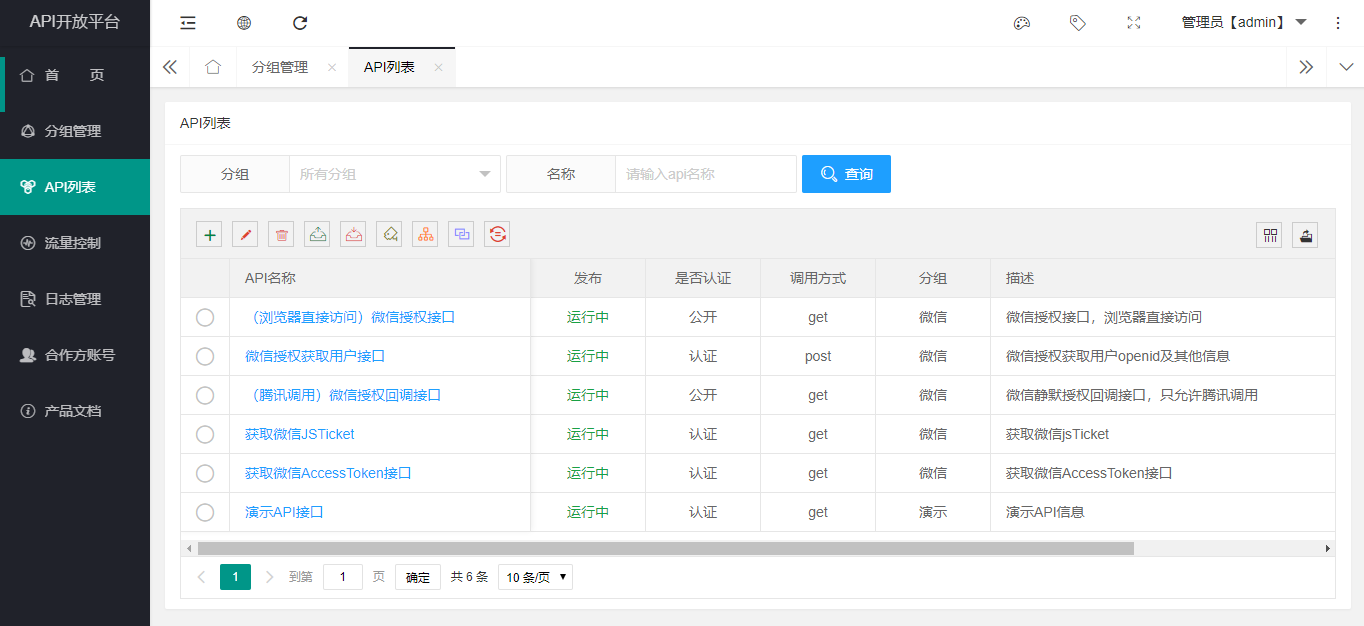 API开放平台
管理员【admin】
首 页
分组管理
API列表
流量控制
日志管理
合作方账号
产品文档
分组管理
API列表
API列表
分组
所有分组
名称
请输入api名称
查询
API名称 发布 是否认证 调用方式 分组 描述
（浏览器直接访问）微信授权接口 运行中 公开 get 微信 微信授权接口，浏览器直接访问
微信授权获取用户接口 运行中 认证 post 微信 微信授权获取用户openid及其他信息
（腾讯调用）微信授权回调接口 运行中 公开 get 微信 微信静默授权回调接口，只允许腾讯调用
获取微信JSTicket 运行中 认证 get 微信 获取微信jsTicket
获取微信AccessToken接口 运行中 认证 get 微信 获取微信AccessToken接口
演示API接口 运行中 认证 get 演示 演示API信息
1 到第 1 页 确定 共 6 条 10 条/页